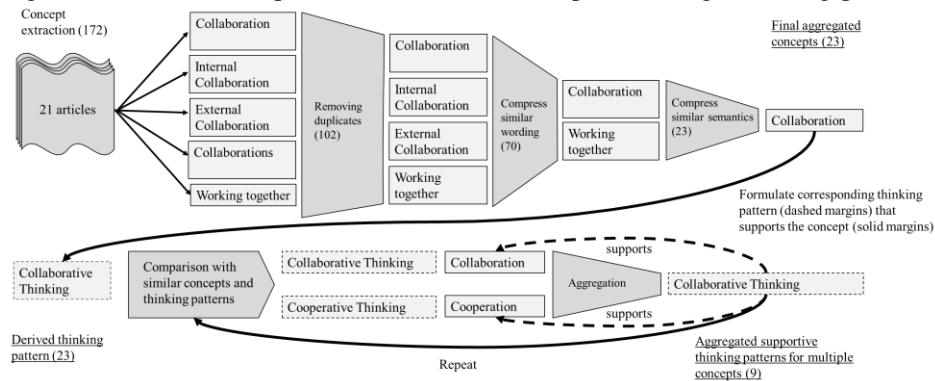 Concept
extraction (172)
21 articles
Collaboration
Internal
Collaboration
External
Collaboration
Collaborations
Working together
Removing
duplicates
(102)
Collaboration
Internal
Collaboration
External
Collaboration
Working
together
Compress
similar
wording
(70)
Collaboration
Working
together
Compress
similar semantics
(23)
Final aggregated
concepts (23)
Collaboration
Formulate corresponding thinking
pattern (dashed margins) that
supports the concept (solid margins)
Collaborative
Thinking
Derived thinking
pattern (23)
Comparison with
similar concepts and
thinking patterns
Collaborative Thinking
Cooperative Thinking
Collaboration
Cooperation
Aggregation
supports
supports
Collaborative Thinking
Aggregated supportive
thinking patterns for multiple
concepts (9)
Repeat